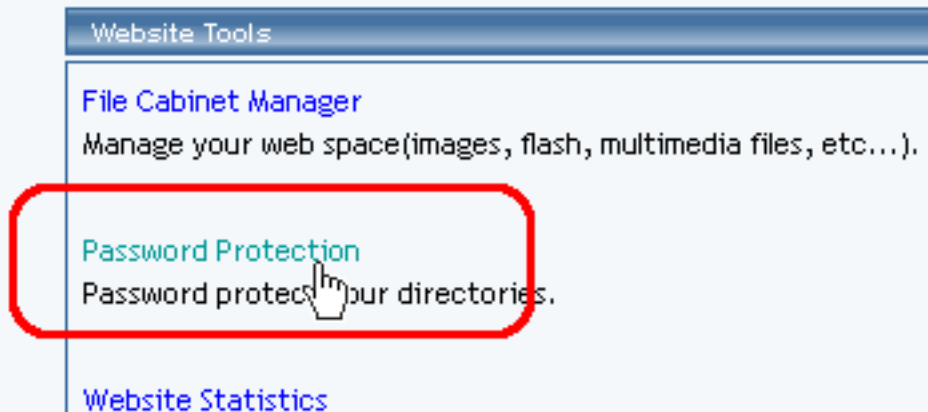 Website Tools
File Cabinet Manager
Manage your web space(images, flash, multimedia files, etc...).
Password Protection
Password protect your directories.
Website Statistics